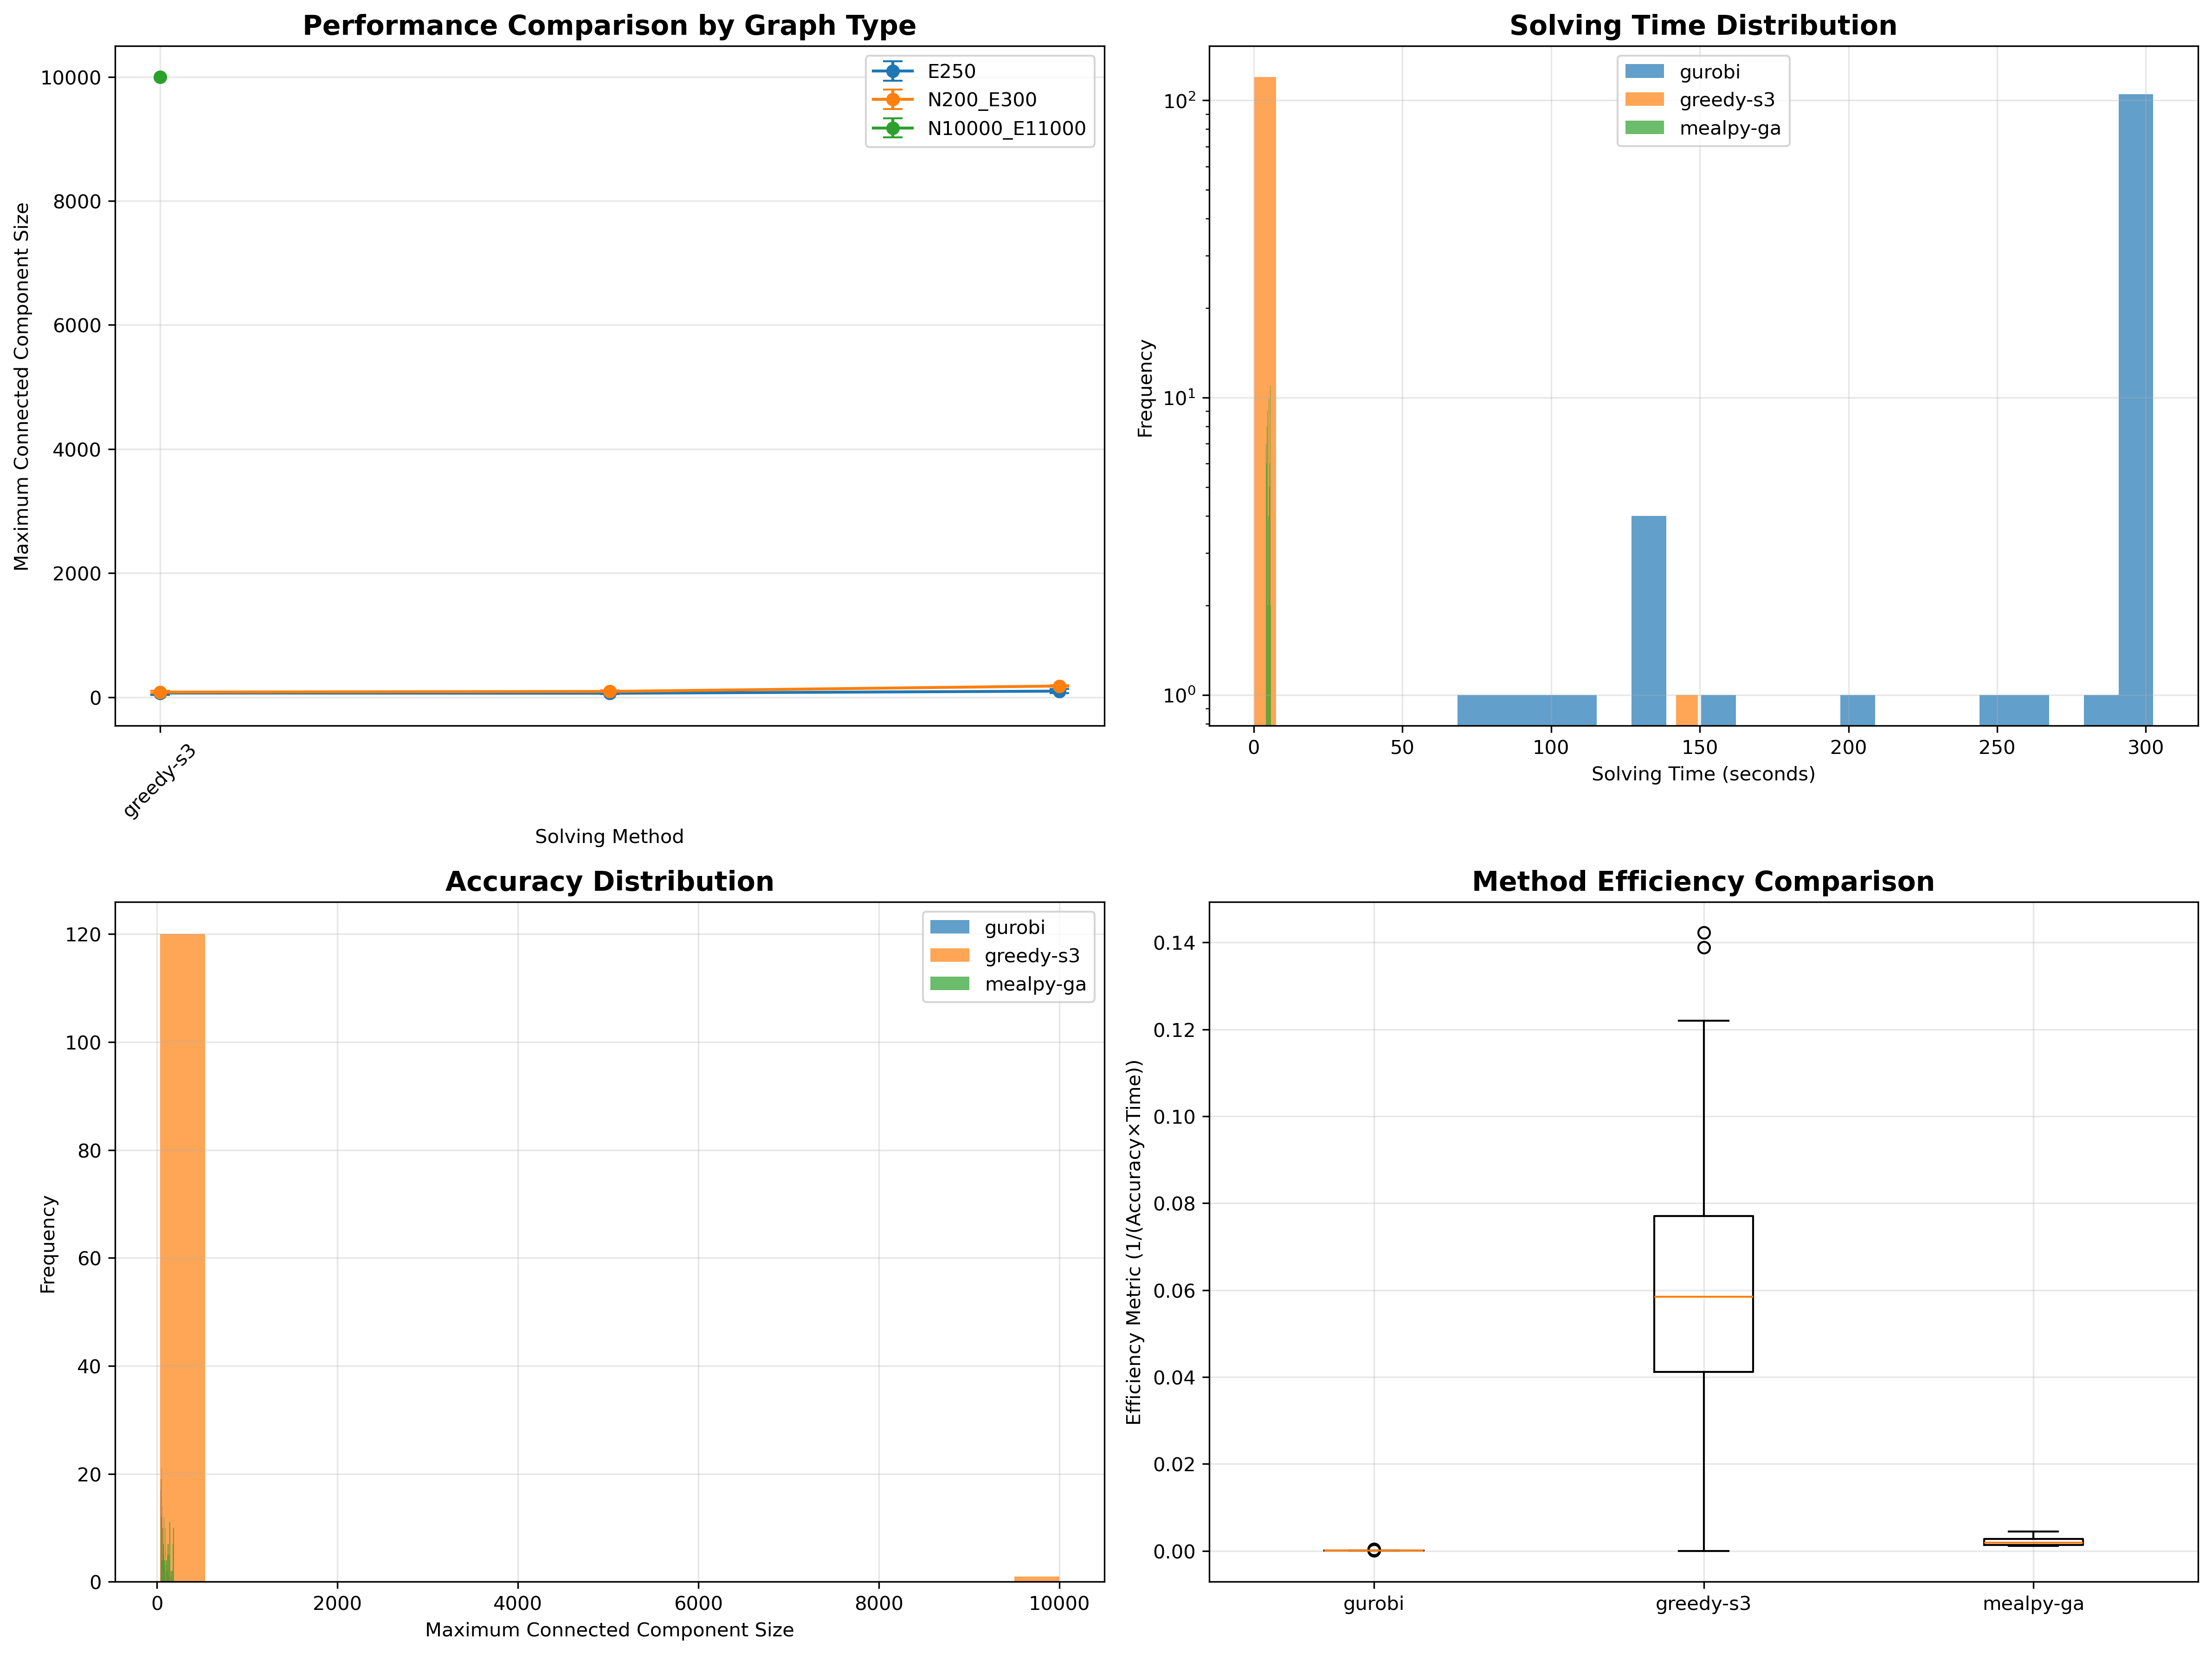 Performance Comparison by Graph Type
Maximum Connected Component Size
10000
8000
6000
4000
2000
0
E250
N200_E300
N10000_E11000
greedy-s3
Solving Method
Solving Time Distribution
Frequency
10²
10¹
10⁰
gurobi
greedy-s3
mealpy-ga
0 50 100 150 200 250 300
Solving Time (seconds)
Accuracy Distribution
Frequency
120
100
80
60
40
20
0
gurobi
greedy-s3
mealpy-ga
0 2000 4000 6000 8000 10000
Maximum Connected Component Size
Method Efficiency Comparison
Efficiency Metric (1/(Accuracy×Time))
0.14
0.12
0.10
0.08
0.06
0.04
0.02
0.00
gurobi greedy-s3 mealpy-ga